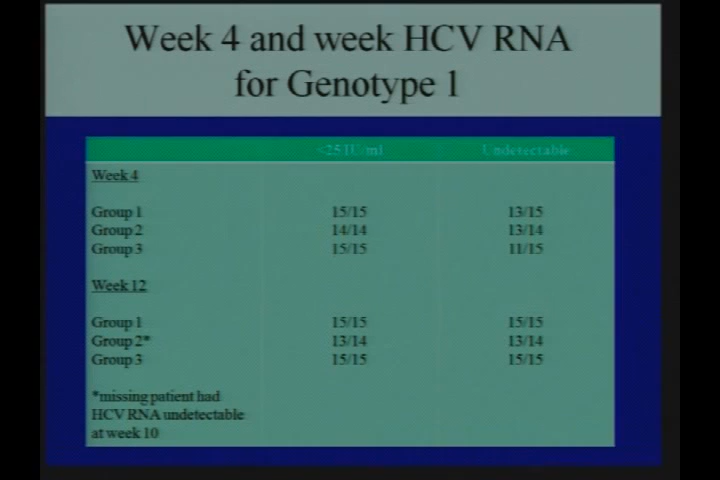 Week 4 and week HCV RNA
for Genotype 1
<25 IU/ml Undetectable
Week 4
Group 1 15/15 13/15
Group 2 14/14 13/14
Group 3 15/15 11/15
Week 12
Group 1 15/15 15/15
Group 2* 13/14 13/14
Group 3 15/15 15/15
*missing patient had
HCV RNA undetectable
at week 10